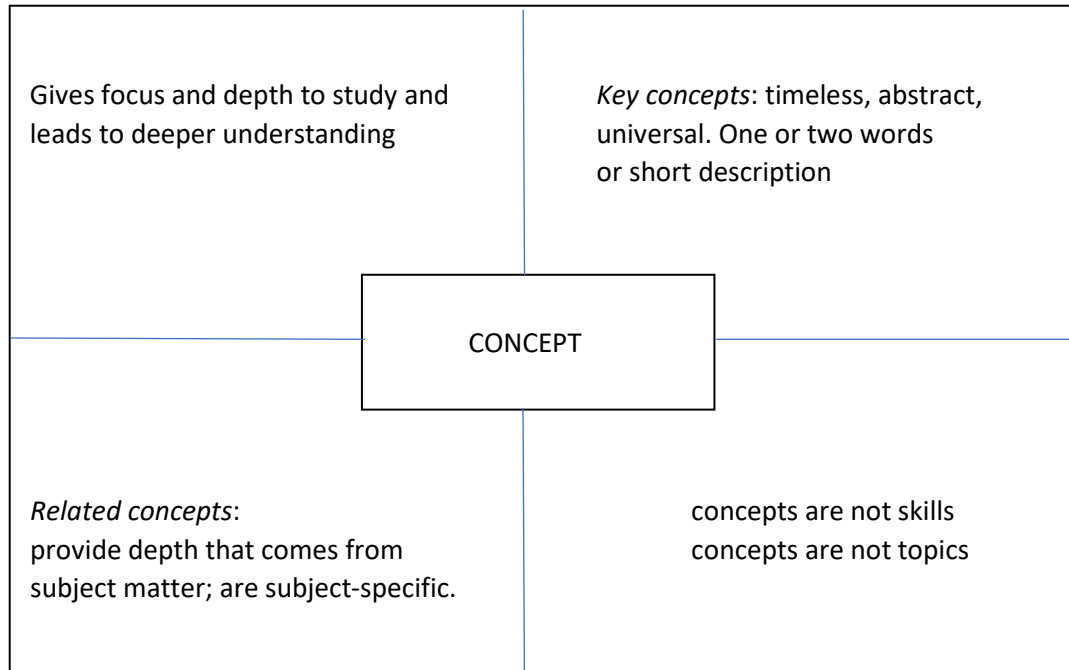 Gives focus and depth to study and
leads to deeper understanding
Key concepts: timeless, abstract,
universal. One or two words
or short description
CONCEPT
Related concepts:
provide depth that comes from
subject matter; are subject-specific.
concepts are not skills
concepts are not topics